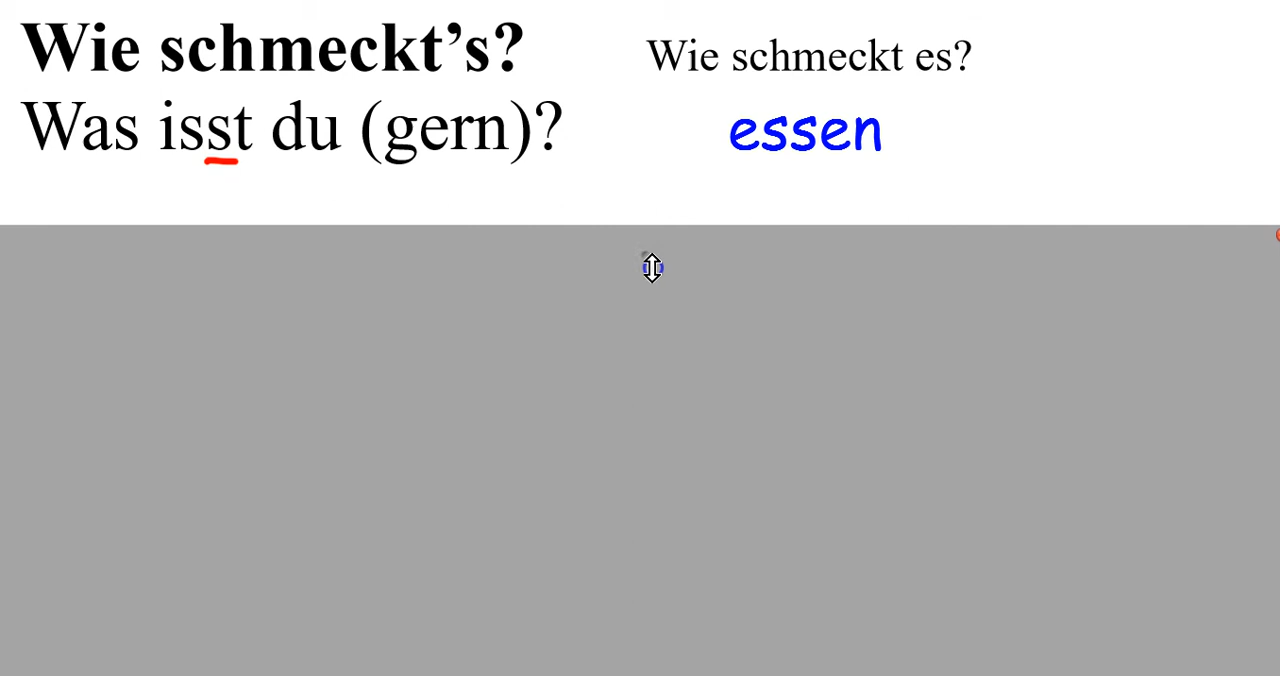 Wie schmeckt’s? Wie schmeckt es?
Was isst du (gern)? essen